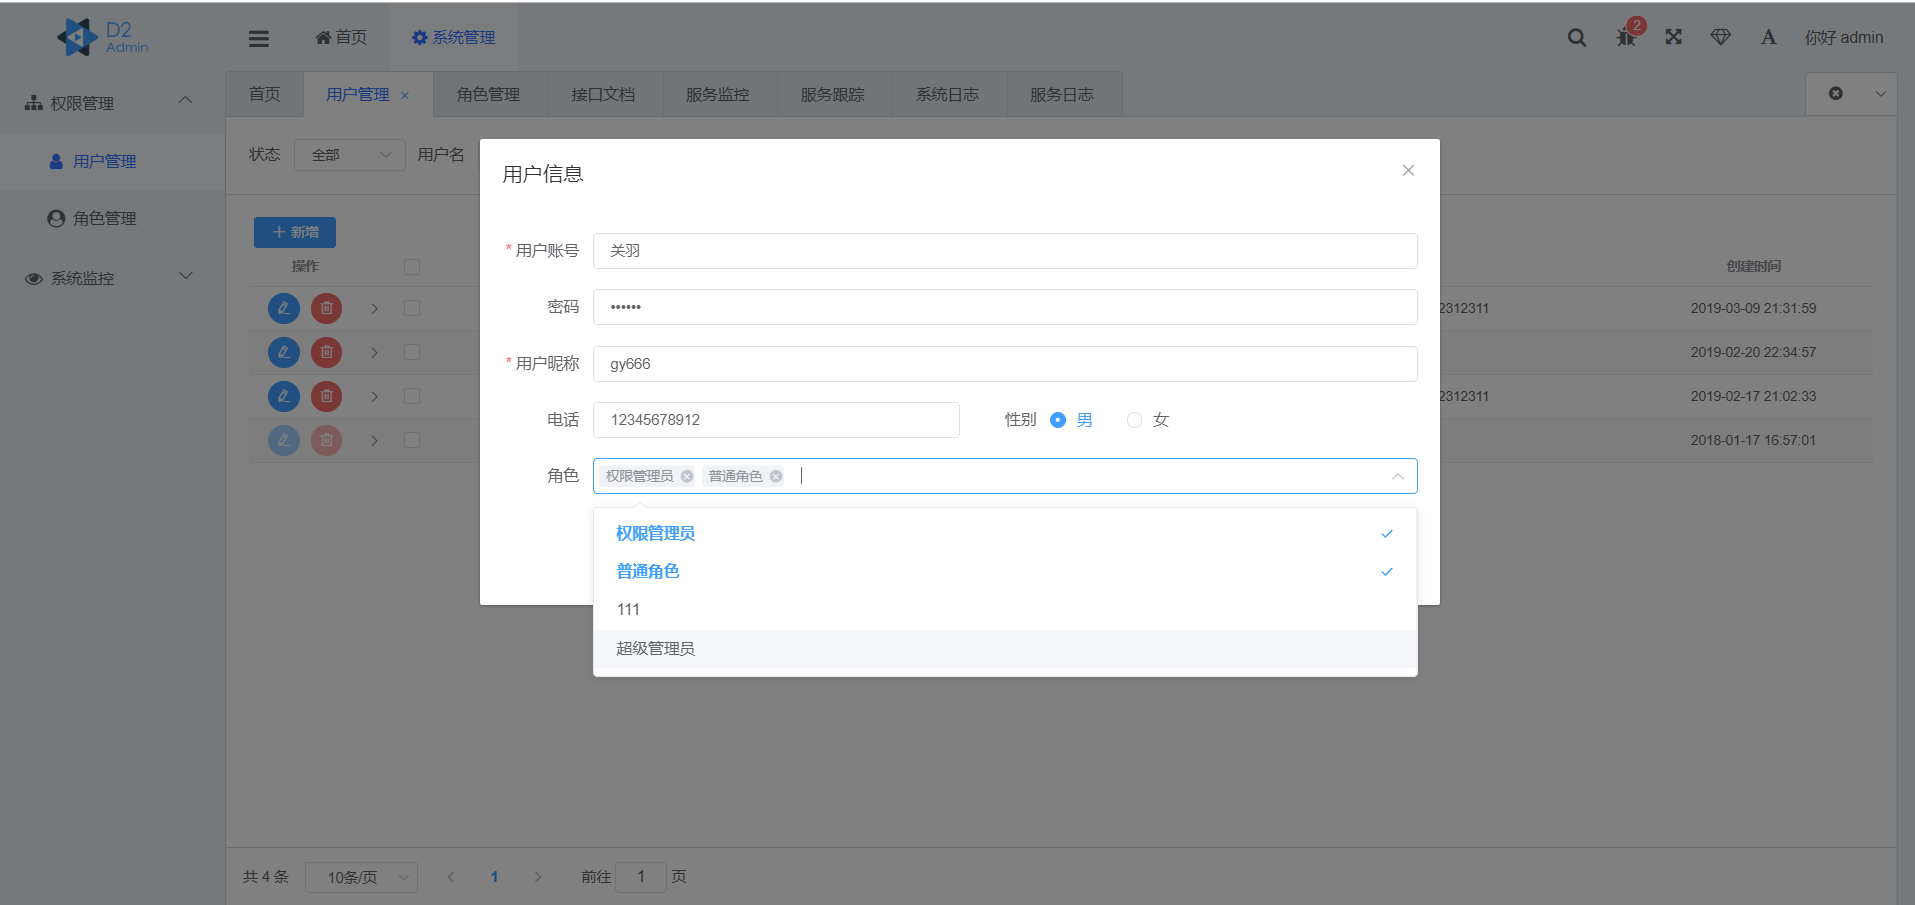 D2
Admin
首页
系统管理
2
A
你好 admin
权限管理
用户管理
角色管理
系统监控
首页
用户管理
角色管理
接口文档
服务监控
服务跟踪
系统日志
服务日志
状态
全部
用户名
新增
操作
创建时间
2312311
2019-03-09 21:31:59
2019-02-20 22:34:57
2312311
2019-02-17 21:02:33
2018-01-17 16:57:01
用户信息
* 用户账号
关羽
密码
••••••
* 用户昵称
gy666
电话
12345678912
性别
男
女
角色
权限管理员
普通角色
权限管理员
普通角色
111
超级管理员
共 4 条
10条/页
1
前往
1
页